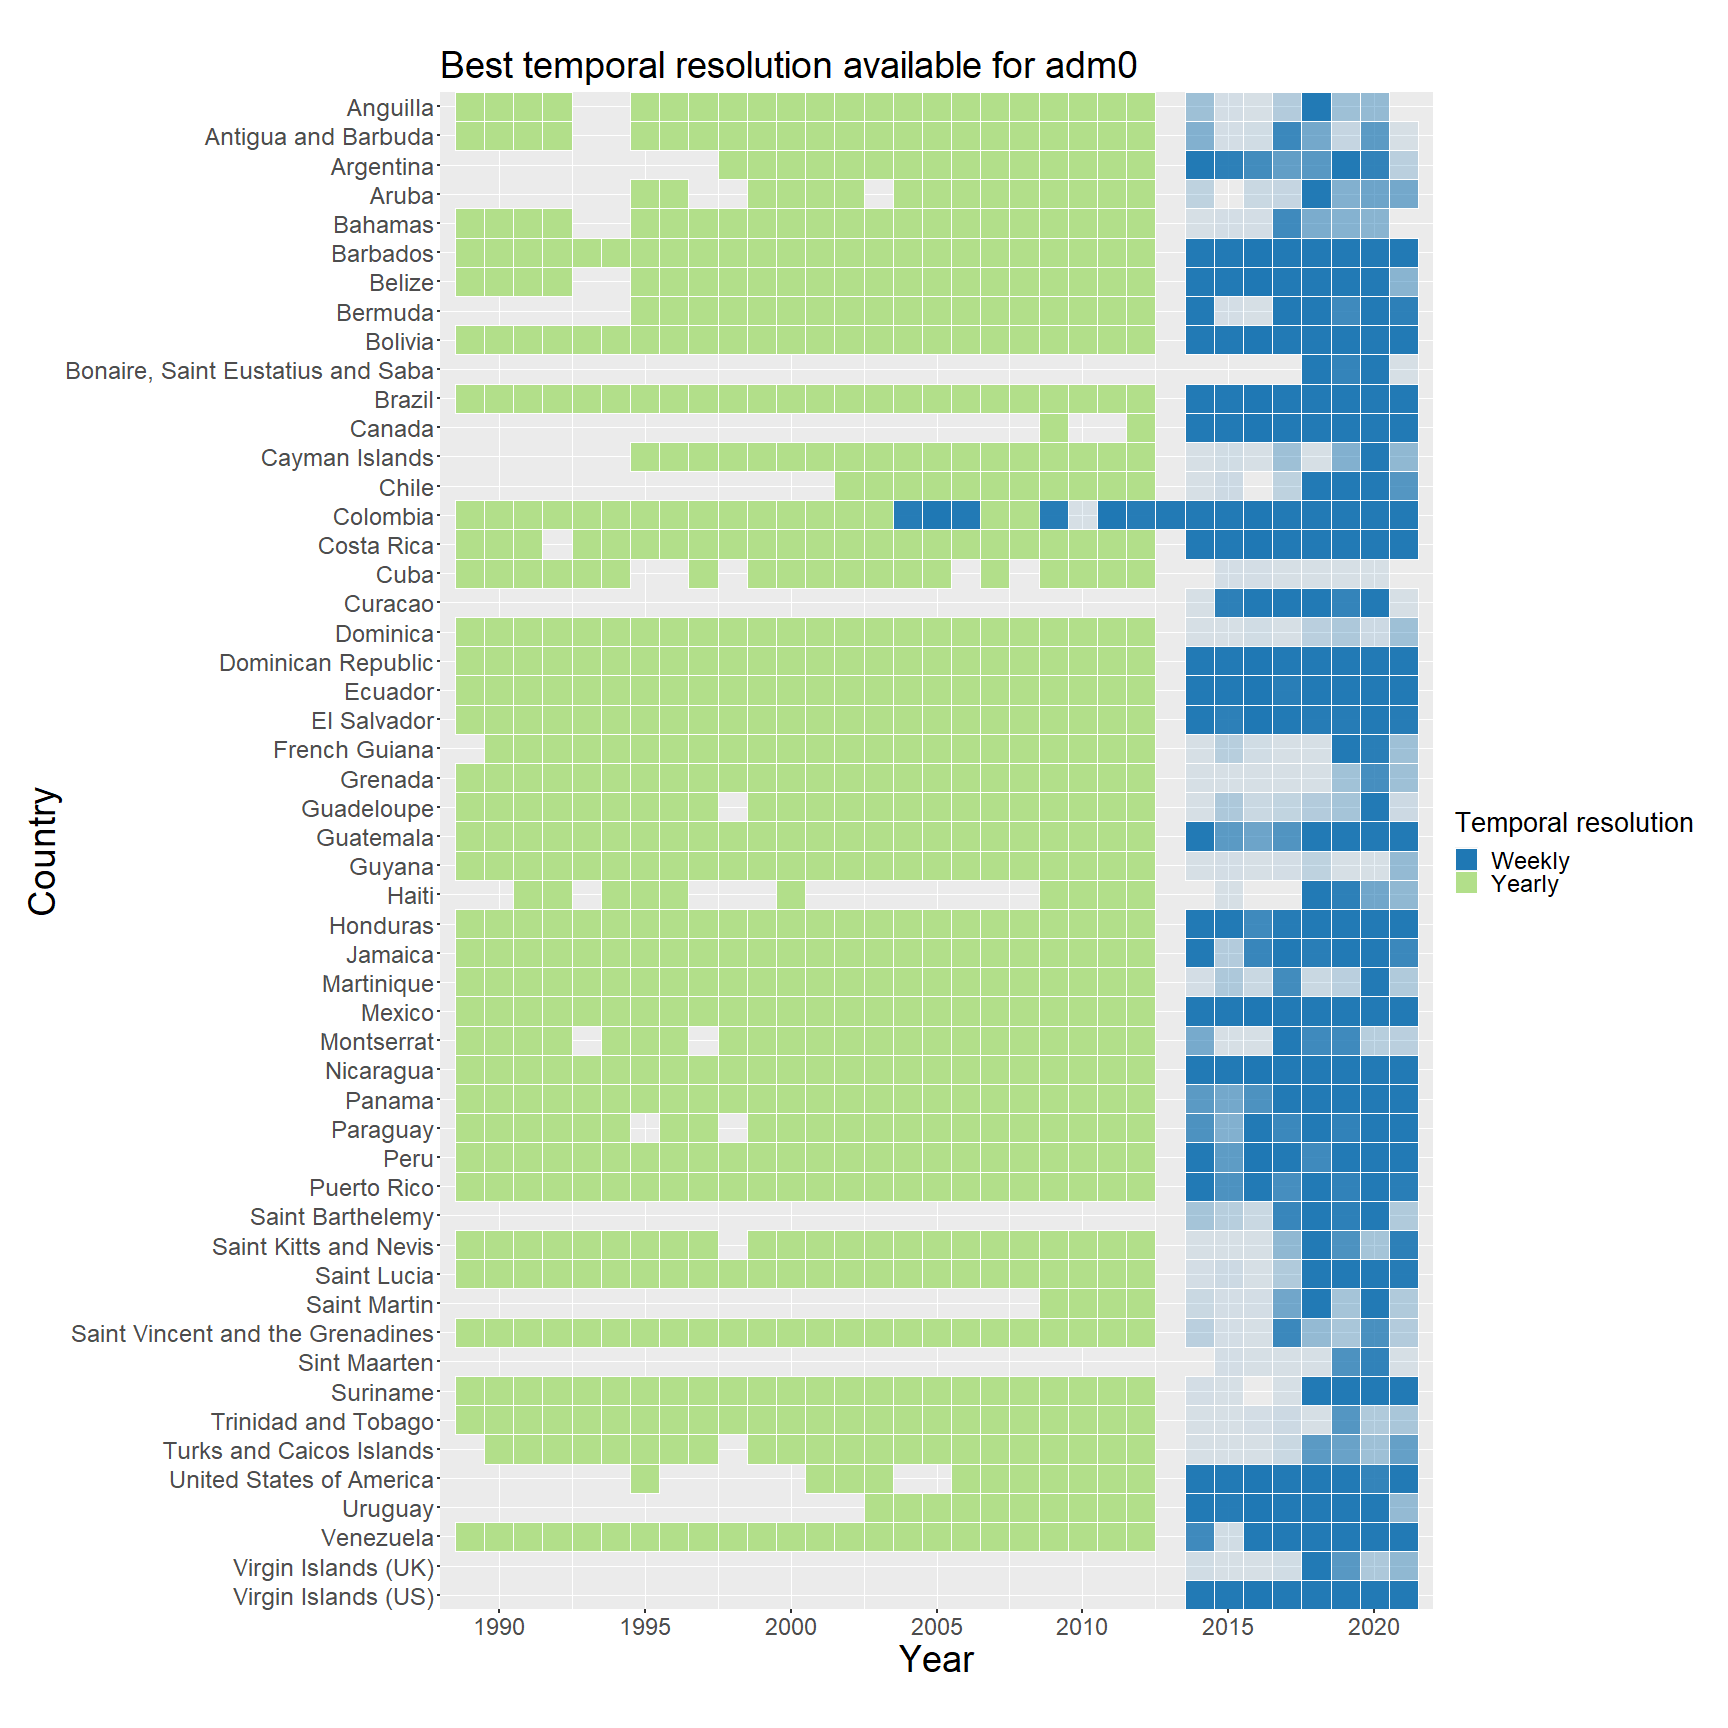 Best temporal resolution available for adm0
Anguilla
Antigua and Barbuda
Argentina
Aruba
Bahamas
Barbados
Belize
Bermuda
Bolivia
Bonaire, Saint Eustatius and Saba
Brazil
Canada
Cayman Islands
Chile
Colombia
Costa Rica
Cuba
Curacao
Dominica
Dominican Republic
Ecuador
El Salvador
French Guiana
Grenada
Guadeloupe
Guatemala
Guyana
Haiti
Honduras
Jamaica
Martinique
Mexico
Montserrat
Nicaragua
Panama
Paraguay
Peru
Puerto Rico
Saint Barthelemy
Saint Kitts and Nevis
Saint Lucia
Saint Martin
Saint Vincent and the Grenadines
Sint Maarten
Suriname
Trinidad and Tobago
Turks and Caicos Islands
United States of America
Uruguay
Venezuela
Virgin Islands (UK)
Virgin Islands (US)
Country
1990 1995 2000 2005 2010 2015 2020
Year
Temporal resolution
Weekly
Yearly